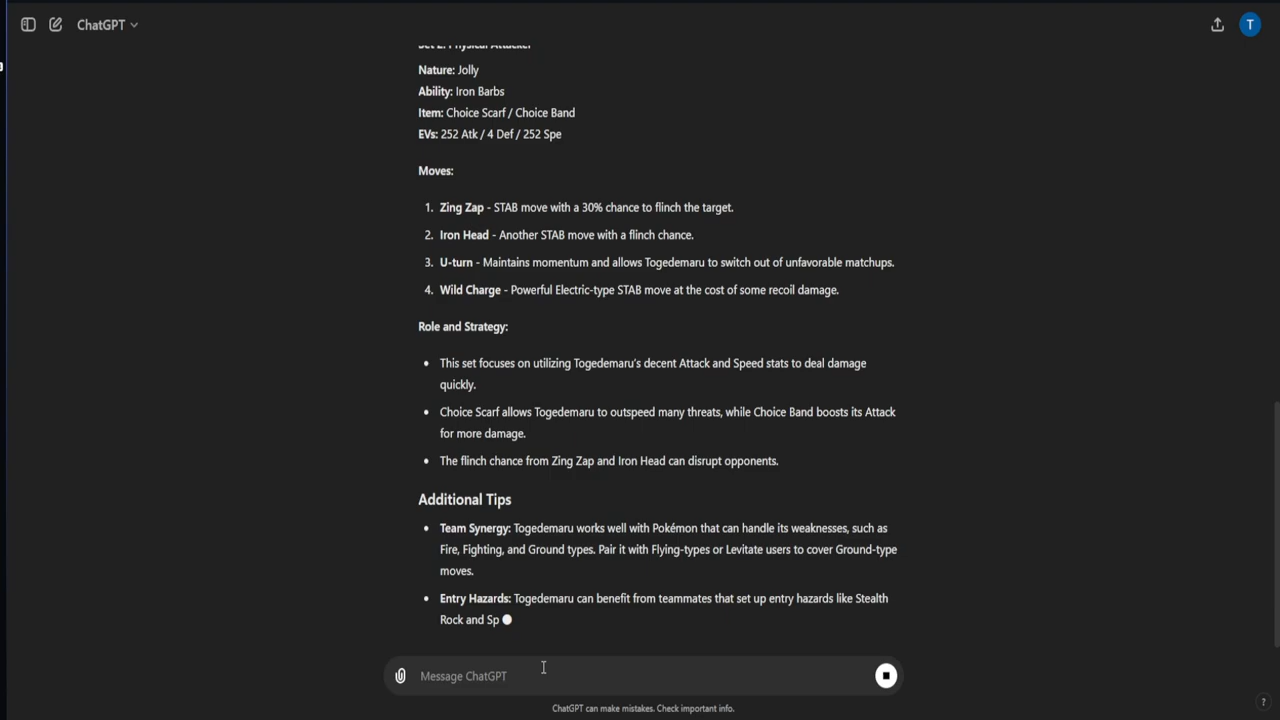 ChatGPT
T
Set 2: Physical Attacker
Nature: Jolly
Ability: Iron Barbs
Item: Choice Scarf / Choice Band
EVs: 252 Atk / 4 Def / 252 Spe
Moves:
1. Zing Zap - STAB move with a 30% chance to flinch the target.
2. Iron Head - Another STAB move with a flinch chance.
3. U-turn - Maintains momentum and allows Togedemaru to switch out of unfavorable matchups.
4. Wild Charge - Powerful Electric-type STAB move at the cost of some recoil damage.
Role and Strategy:
• This set focuses on utilizing Togedemaru's decent Attack and Speed stats to deal damage
quickly.
• Choice Scarf allows Togedemaru to outspeed many threats, while Choice Band boosts its Attack
for more damage.
• The flinch chance from Zing Zap and Iron Head can disrupt opponents.
Additional Tips
• Team Synergy: Togedemaru works well with Pokémon that can handle its weaknesses, such as
Fire, Fighting, and Ground types. Pair it with Flying-types or Levitate users to cover Ground-type
moves.
• Entry Hazards: Togedemaru can benefit from teammates that set up entry hazards like Stealth
Rock and Sp
Message ChatGPT
ChatGPT can make mistakes. Check important info.
?